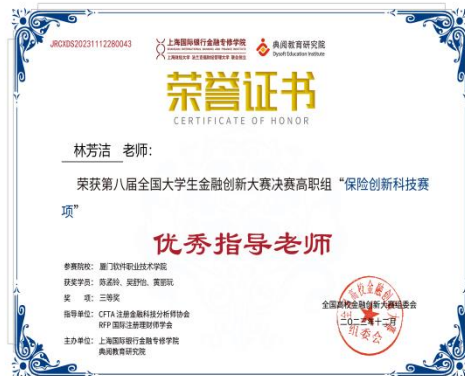 JRCXDS20231112280043
上海国际银行金融专修学院
典阅教育研究院
Dysoft Education Institute
荣誉证书
CERTIFICATE OF HONOR
林芳洁 老师:
荣获第八届全国大学生金融创新大赛决赛高职组“保险创新科技赛
项”
优秀指导老师
参赛院校: 厦门软件职业技术学院
获奖学员: 陈孟铃、吴舒怡、黄丽玩
奖 项: 三等奖
指导单位: CFTA 注册金融科技分析师协会
RFP 国际注册理财师学会
主办单位: 上海国际银行金融专修学院
典阅教育研究院
全国高校金融创新大赛组委会
二〇二三年十二月